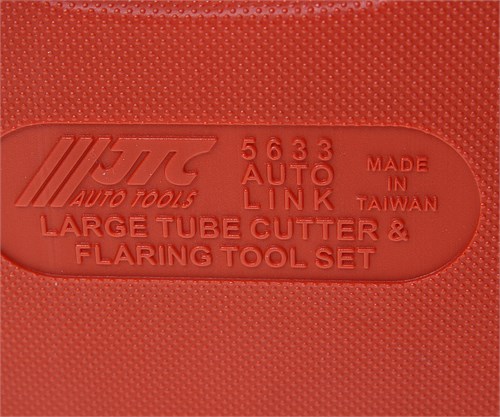 JTC
AUTO TOOLS
5633
AUTO
LINK
MADE
IN
TAIWAN
LARGE TUBE CUTTER &
FLARING TOOL SET